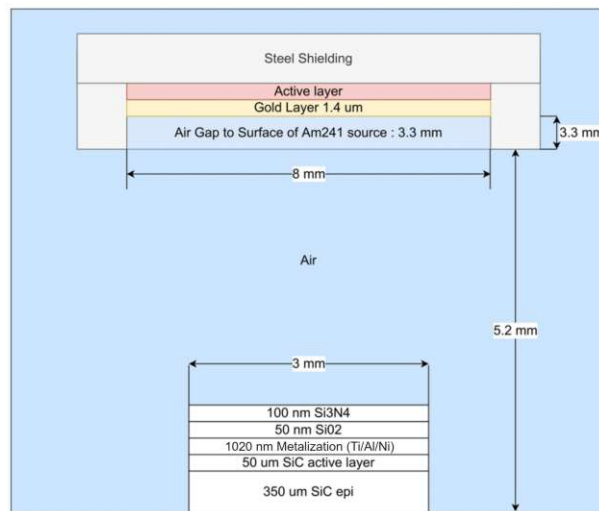 Steel Shielding
Active layer
Gold Layer 1.4 um
Air Gap to Surface of Am241 source : 3.3 mm
3.3 mm
8 mm
Air
5.2 mm
3 mm
100 nm Si3N4
50 nm Si02
1020 nm Metalization (Ti/Al/Ni)
50 um SiC active layer
350 um SiC epi